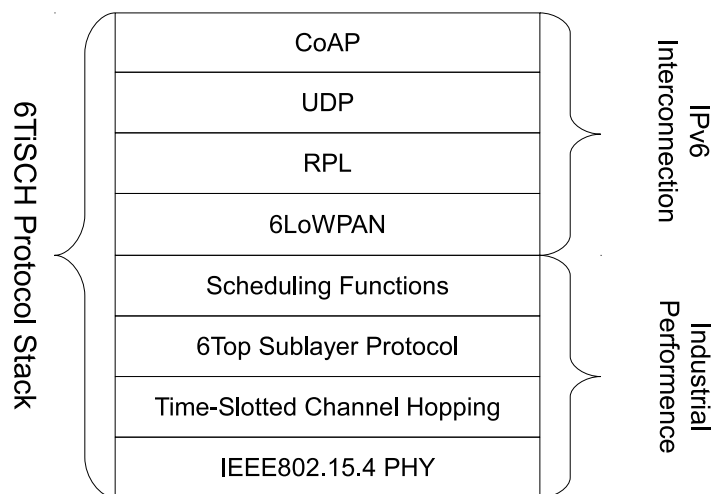 6TiSCH Protocol Stack
CoAP
UDP
RPL
6LoWPAN
Scheduling Functions
6Top Sublayer Protocol
Time-Slotted Channel Hopping
IEEE802.15.4 PHY
IPv6
Interconnection
Industrial
Performence